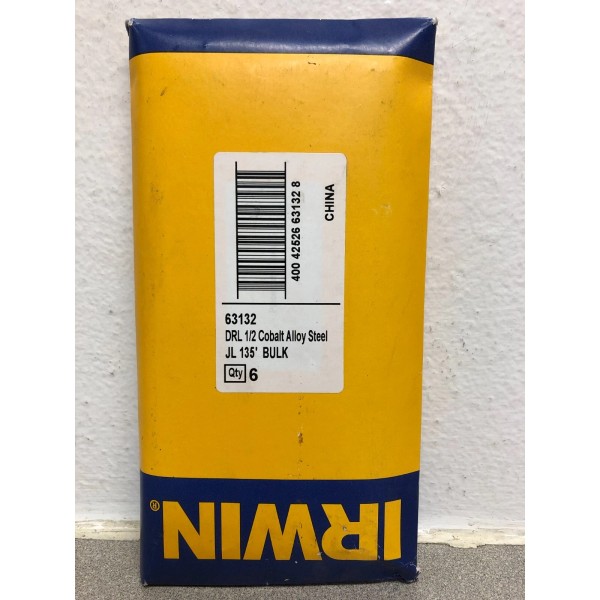 400 42526 63132 8
CHINA
63132
DRL 1/2 Cobalt Alloy Steel
JL 135' BULK
Qty 6
IRWIN®